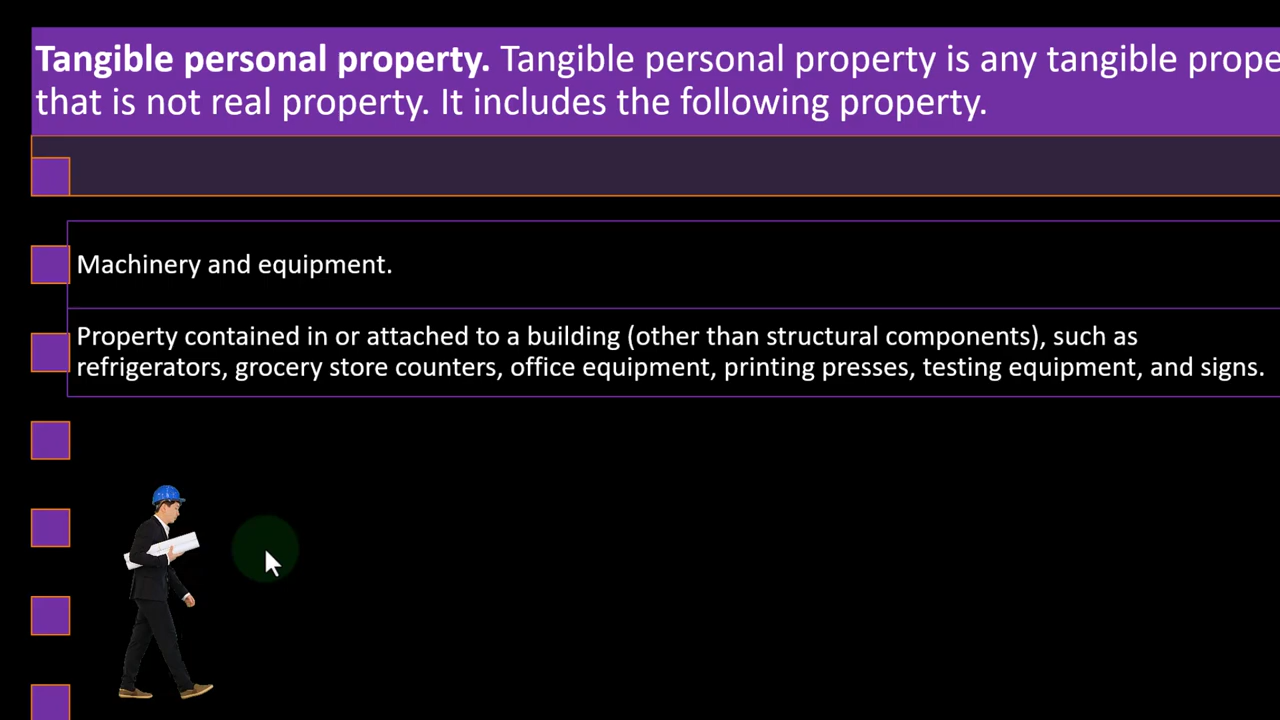 Tangible personal property. Tangible personal property is any tangible
that is not real property. It includes the following property.
Machinery and equipment.
Property contained in or attached to a building (other than structural components), such as
refrigerators, grocery store counters, office equipment, printing presses, testing equipment, and signs.